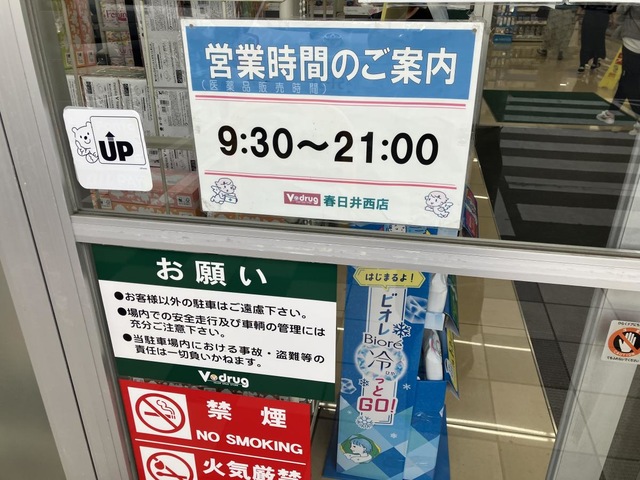 営業時間のご案内
(医薬品販売時間)
9:30～21:00
V♥drug 春日井西店
UP
お願い
●お客様以外の駐車はご遠慮下さい。
●場内での安全走行及び車輌の管理には
充分ご注意下さい。
●当駐車場内における事故・盗難等の
責任は一切負いかねます。
V♥drug
禁煙
NO SMOKING
火気厳禁
はじまるよ！
ビオレ
Bioré
冷
っと
GO!